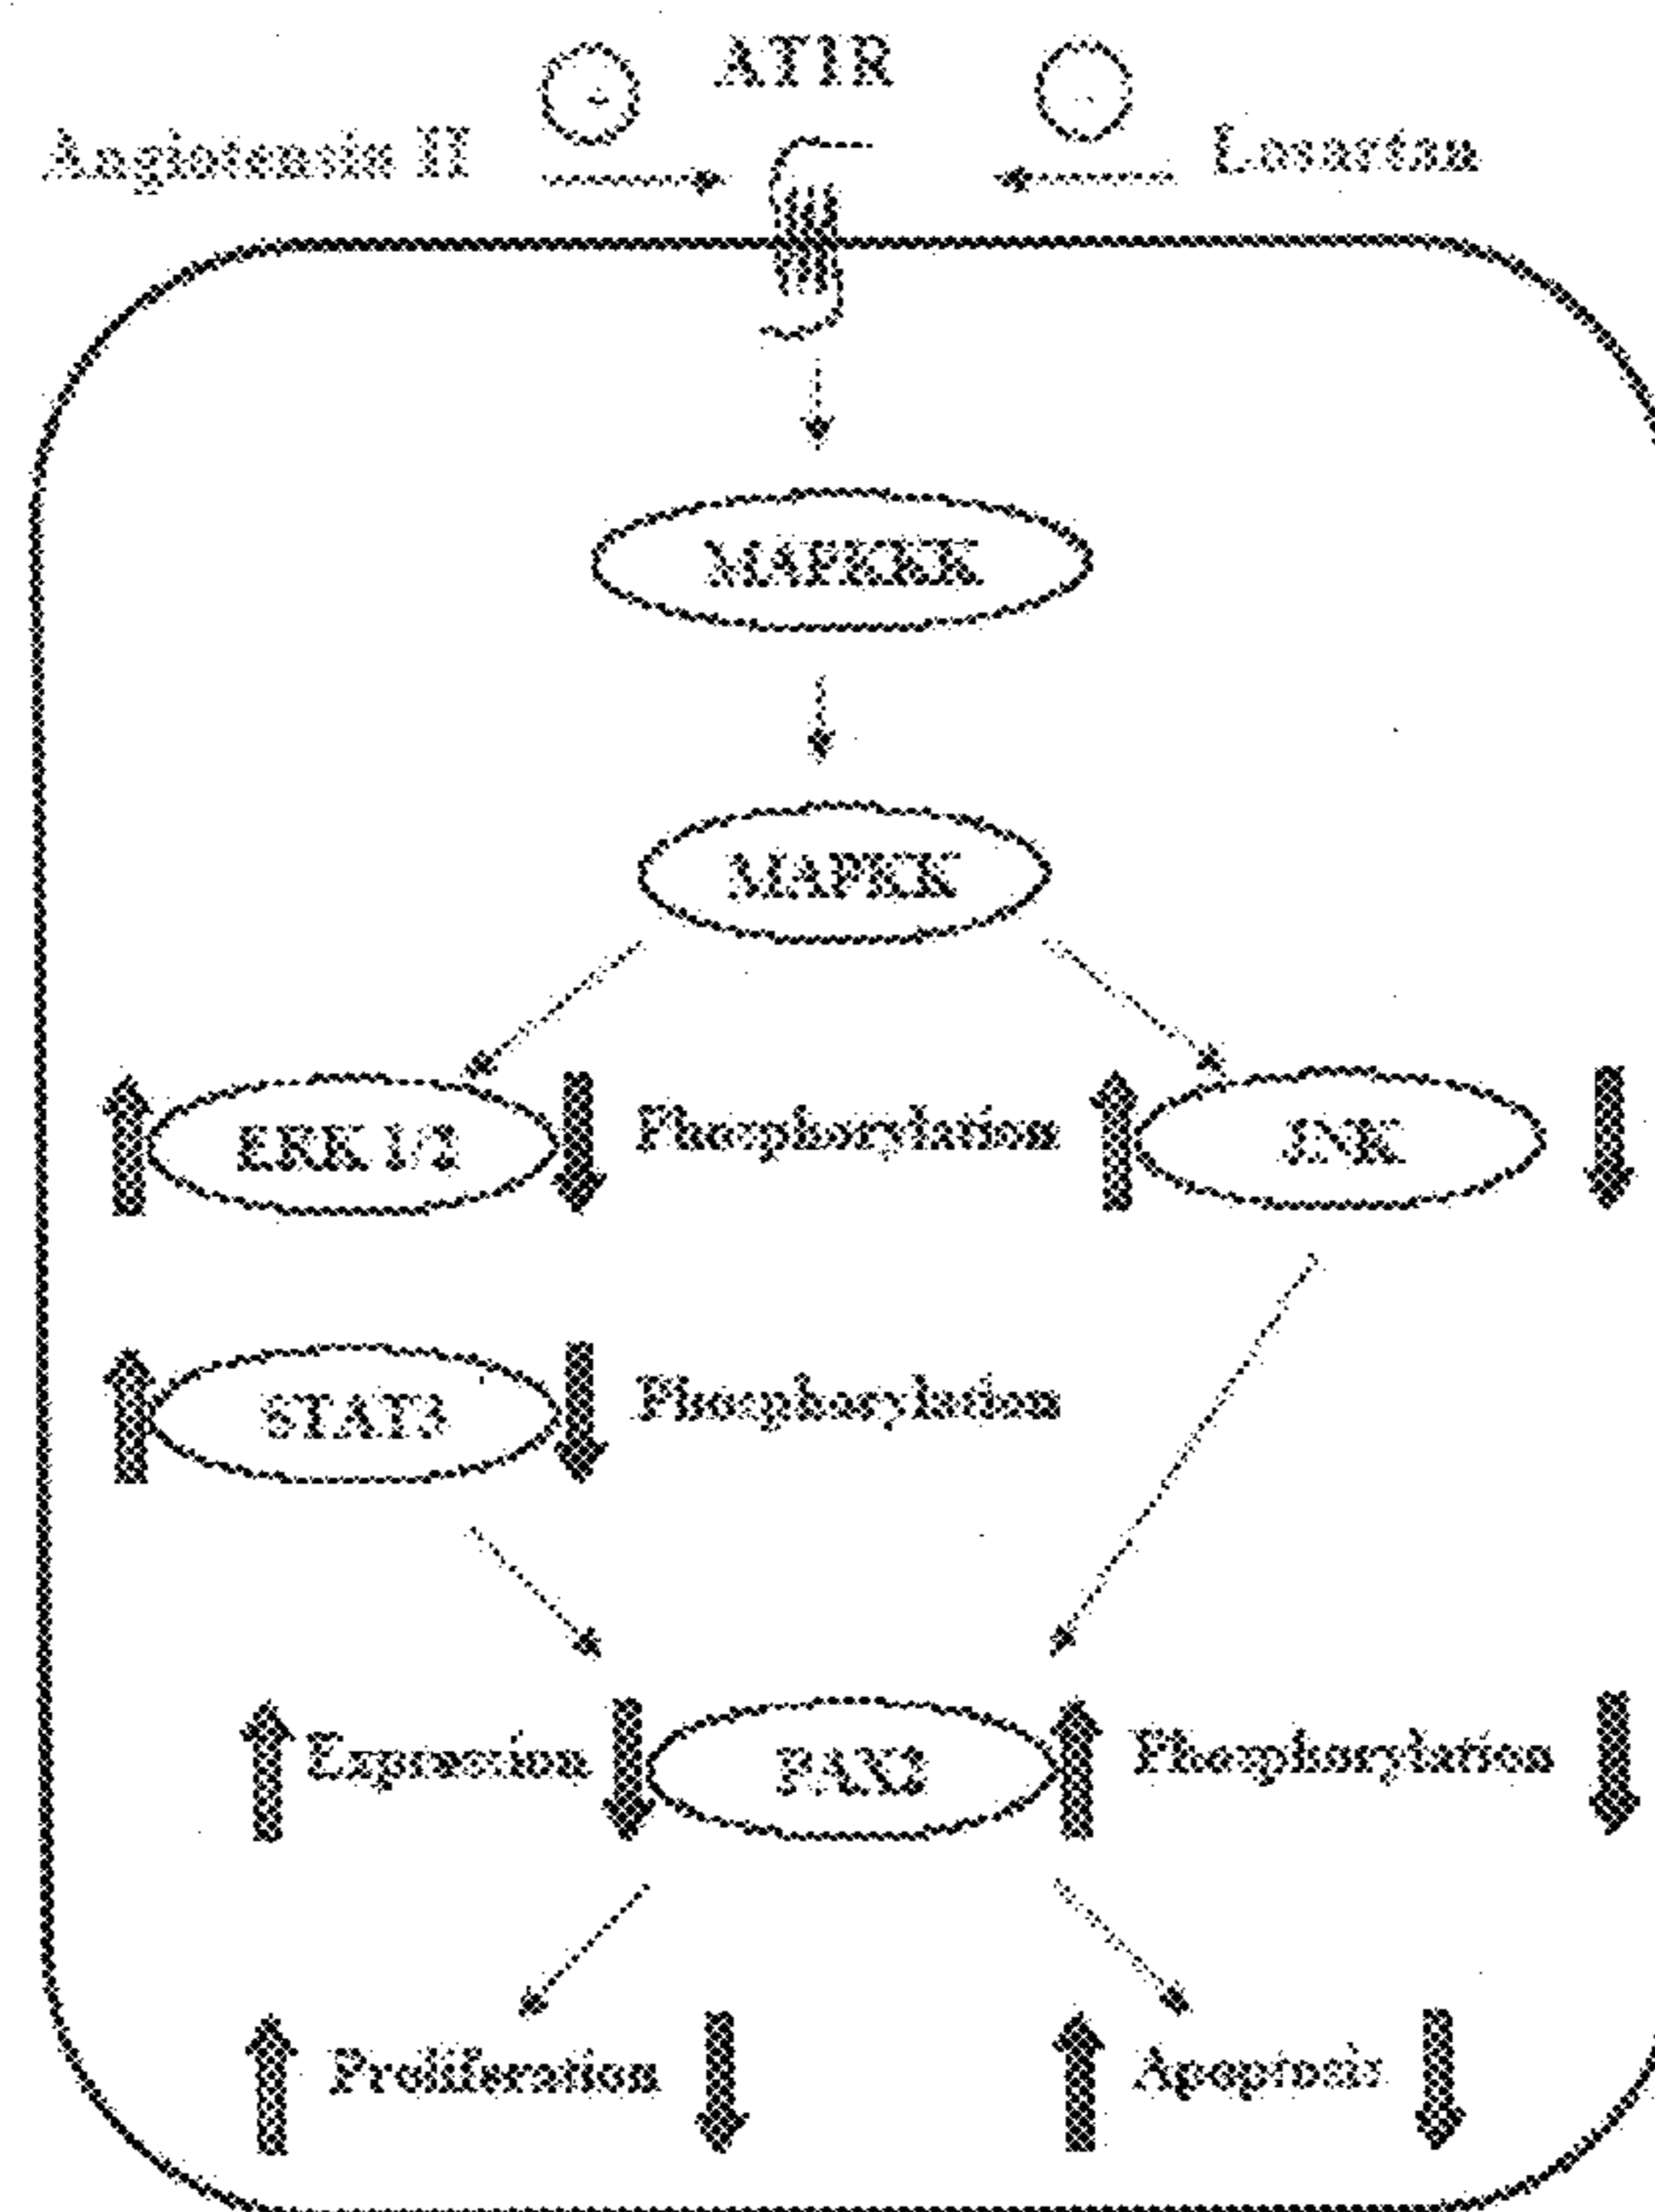 AT1R
Angiotensin II
Losartan
MAPKKK
MAPKK
ERK 1/2
Phosphorylation
JNK
STAT3
Phosphorylation
Expression
PAX2
Phosphorylation
Proliferation
Apoptosis